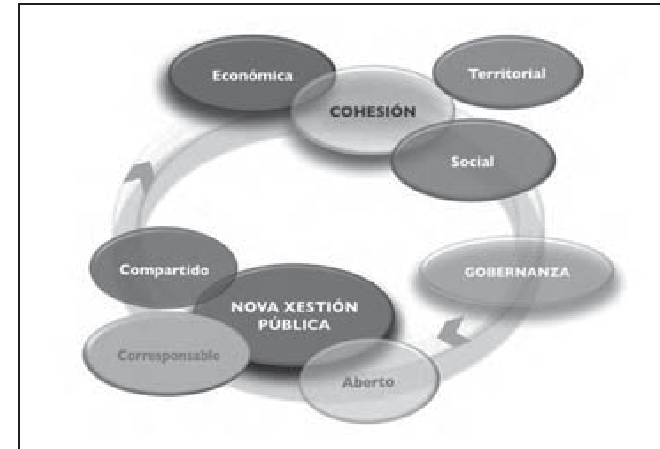 Económica
Territorial
COHESIÓN
Social
Compartido
GOBERNANZA
NOVA XESTIÓN
PÚBLICA
Corresponsable
Aberto